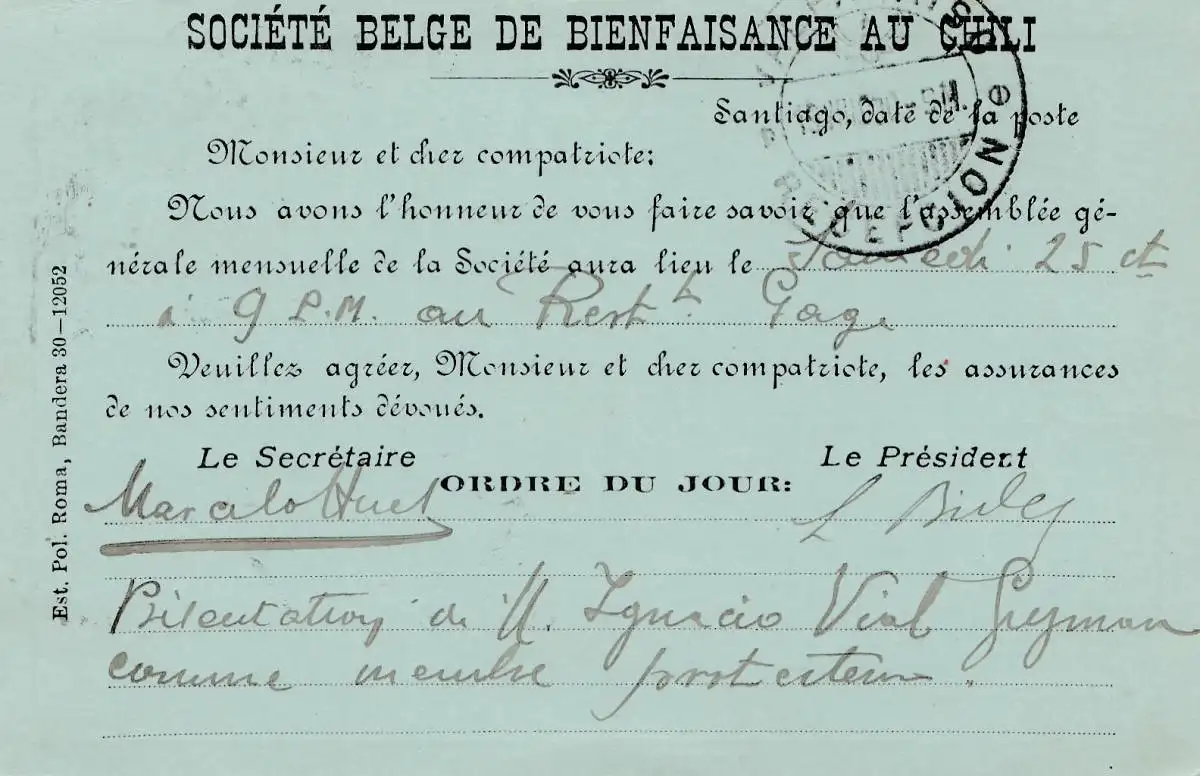 SOCIÉTÉ BELGE DE BIENFAISANCE AU CHILI
Santiago, date de la poste
Monsieur et cher compatriote:
Nous avons l'honneur de vous faire savoir que l'assemblée gé-
nérale mensuelle de la Société aura lieu le Samedi 25 ct
à 9 P.M. au Restt. Gage
Veuillez agréer, Monsieur et cher compatriote, les assurances
de nos sentiments dévoués.
Le Secrétaire Le Président
ORDRE DU JOUR:
Marcelo Huet L
Présentation de M. Ignacio Vial
comme membre protecteur.
Est. Pol. Roma, Bandera 30—12052